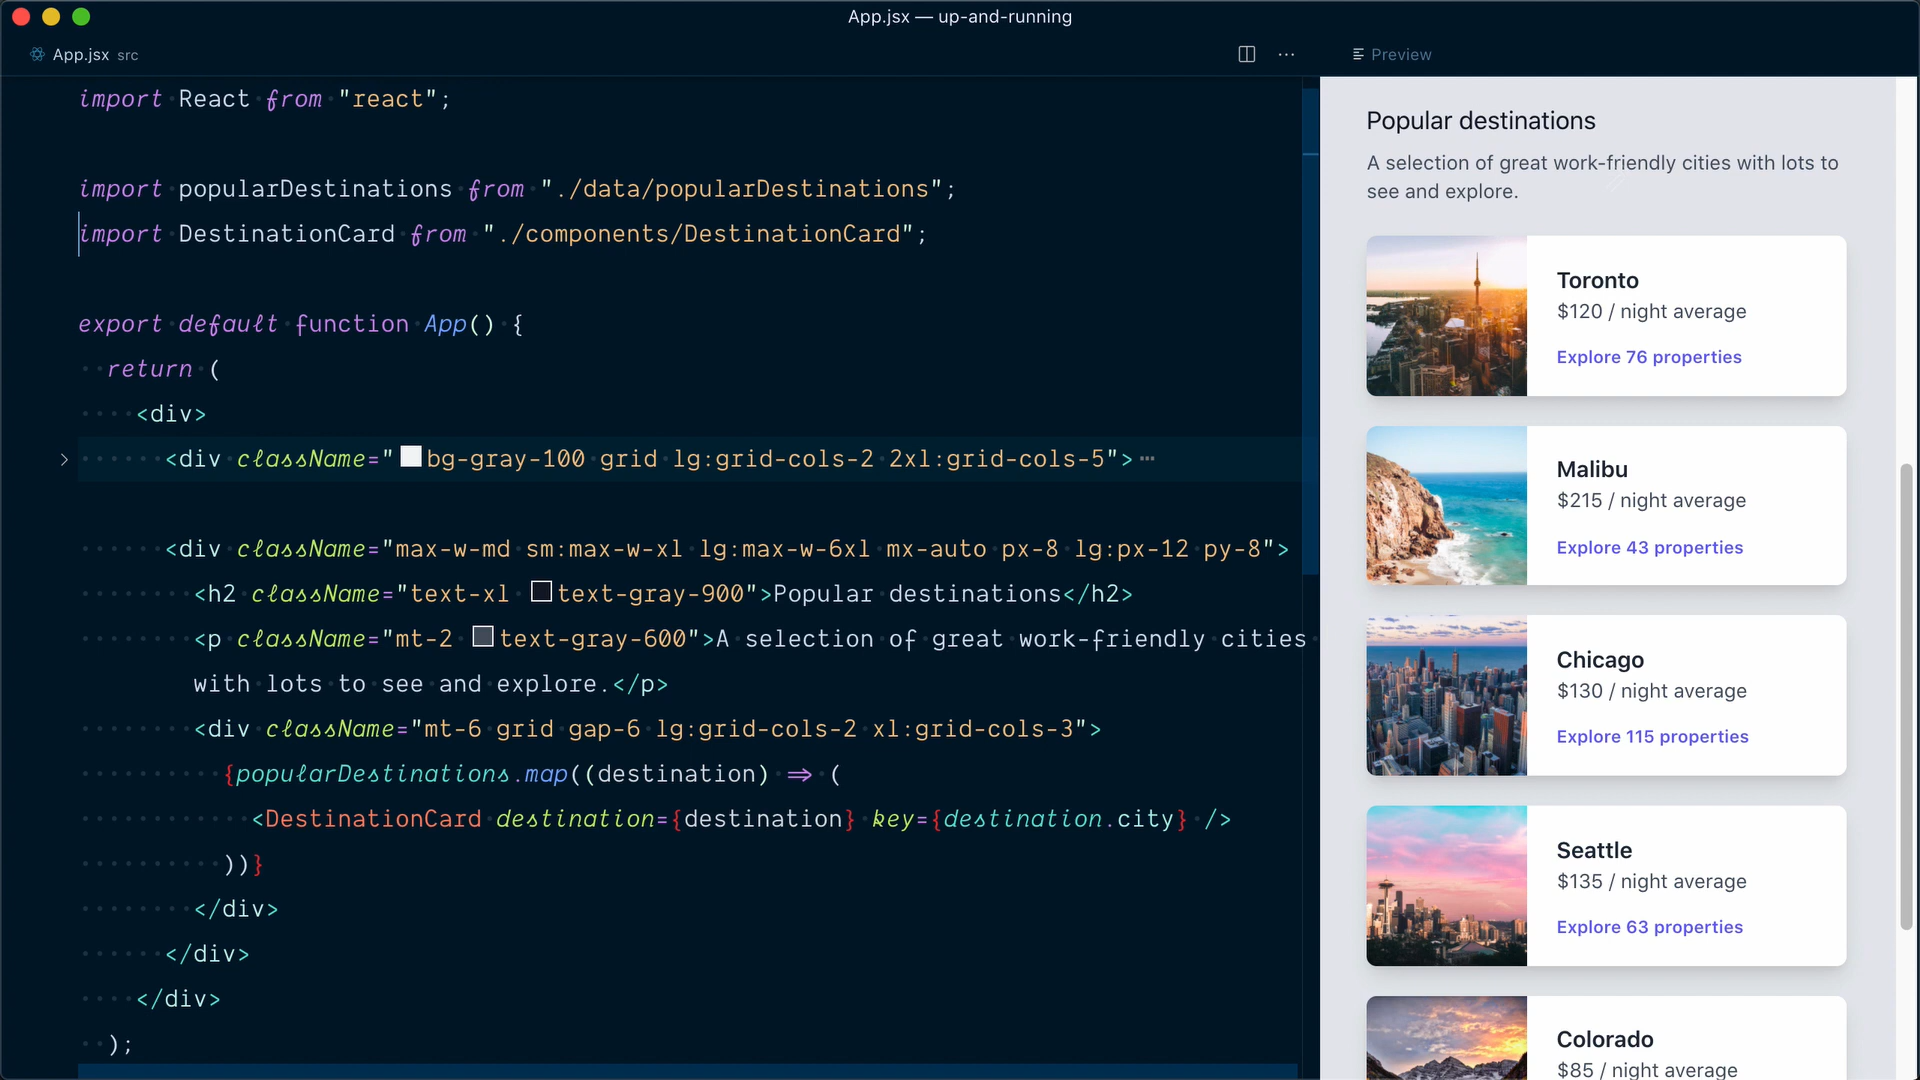 App.jsx — up-and-running
App.jsx src
Preview
import React from "react";
import popularDestinations from "./data/popularDestinations";
import DestinationCard from "./components/DestinationCard";
export default function App() {
return (
<div>
<div className="bg-gray-100 grid lg:grid-cols-2 2xl:grid-cols-5">
<div className="max-w-md sm:max-w-xl lg:max-w-6xl mx-auto px-8 lg:px-12 py-8">
<h2 className="text-xl text-gray-900">Popular destinations</h2>
<p className="mt-2 text-gray-600">A selection of great work-friendly cities
with lots to see and explore.</p>
<div className="mt-6 grid gap-6 lg:grid-cols-2 xl:grid-cols-3">
{popularDestinations.map((destination) => (
<DestinationCard destination={destination} key={destination.city} />
))}
</div>
</div>
</div>
);
Popular destinations
A selection of great work-friendly cities with lots to
see and explore.
Toronto
$120 / night average
Explore 76 properties
Malibu
$215 / night average
Explore 43 properties
Chicago
$130 / night average
Explore 115 properties
Seattle
$135 / night average
Explore 63 properties
Colorado
$85 / night average